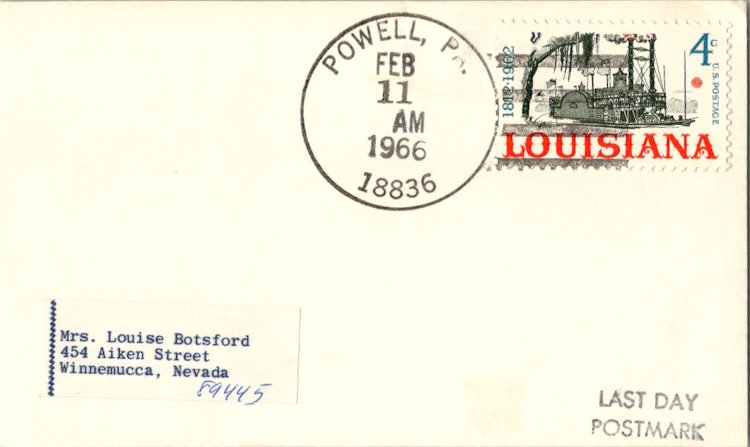 POWELL, PA.
FEB
11
AM
1966
18836
4c
U.S. POSTAGE
1812·1962
LOUISIANA
Mrs. Louise Botsford
454 Aiken Street
Winnemucca, Nevada
89445
LAST DAY
POSTMARK